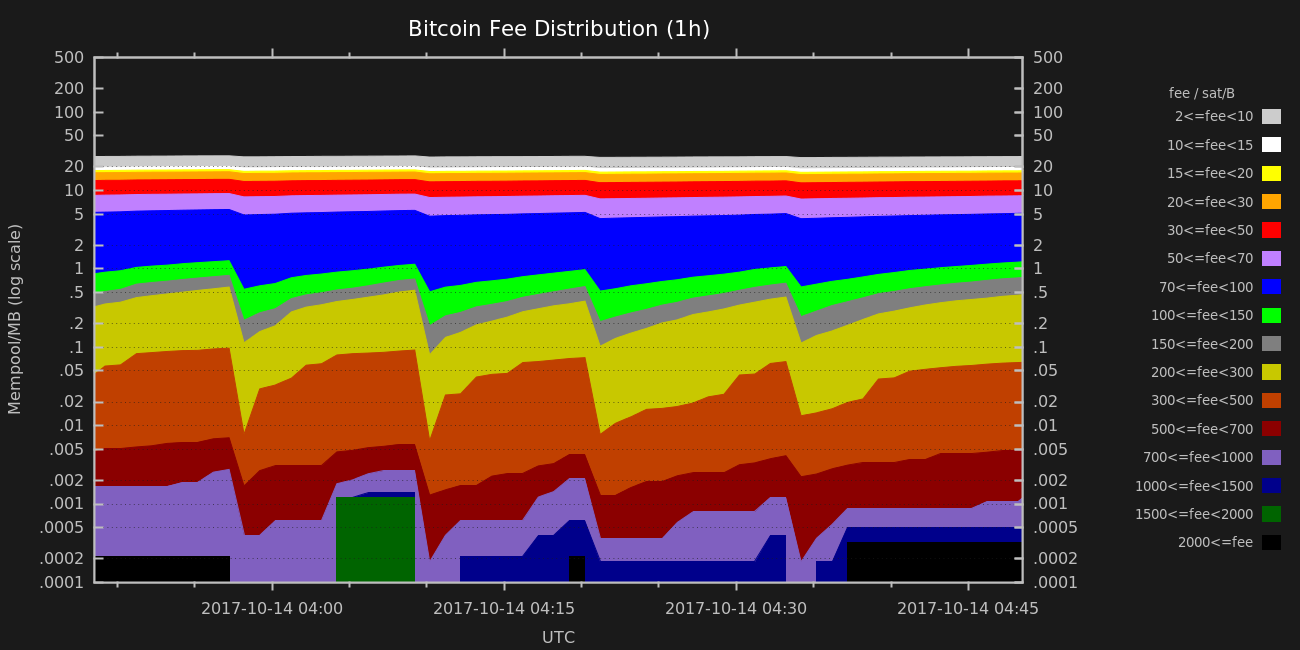 Bitcoin Fee Distribution (1h)
500 500
200 200
100 100
50 50
20 20
10 10
5 5
2 2
1 1
.5 .5
.2 .2
.1 .1
.05 .05
.02 .02
.01 .01
.005 .005
.002 .002
.001 .001
.0005 .0005
.0002 .0002
.0001 .0001
Mempool/MB (log scale)
2017-10-14 04:00 2017-10-14 04:15 2017-10-14 04:30 2017-10-14 04:45
UTC
fee / sat/B
2<=fee<10
10<=fee<15
15<=fee<20
20<=fee<30
30<=fee<50
50<=fee<70
70<=fee<100
100<=fee<150
150<=fee<200
200<=fee<300
300<=fee<500
500<=fee<700
700<=fee<1000
1000<=fee<1500
1500<=fee<2000
2000<=fee